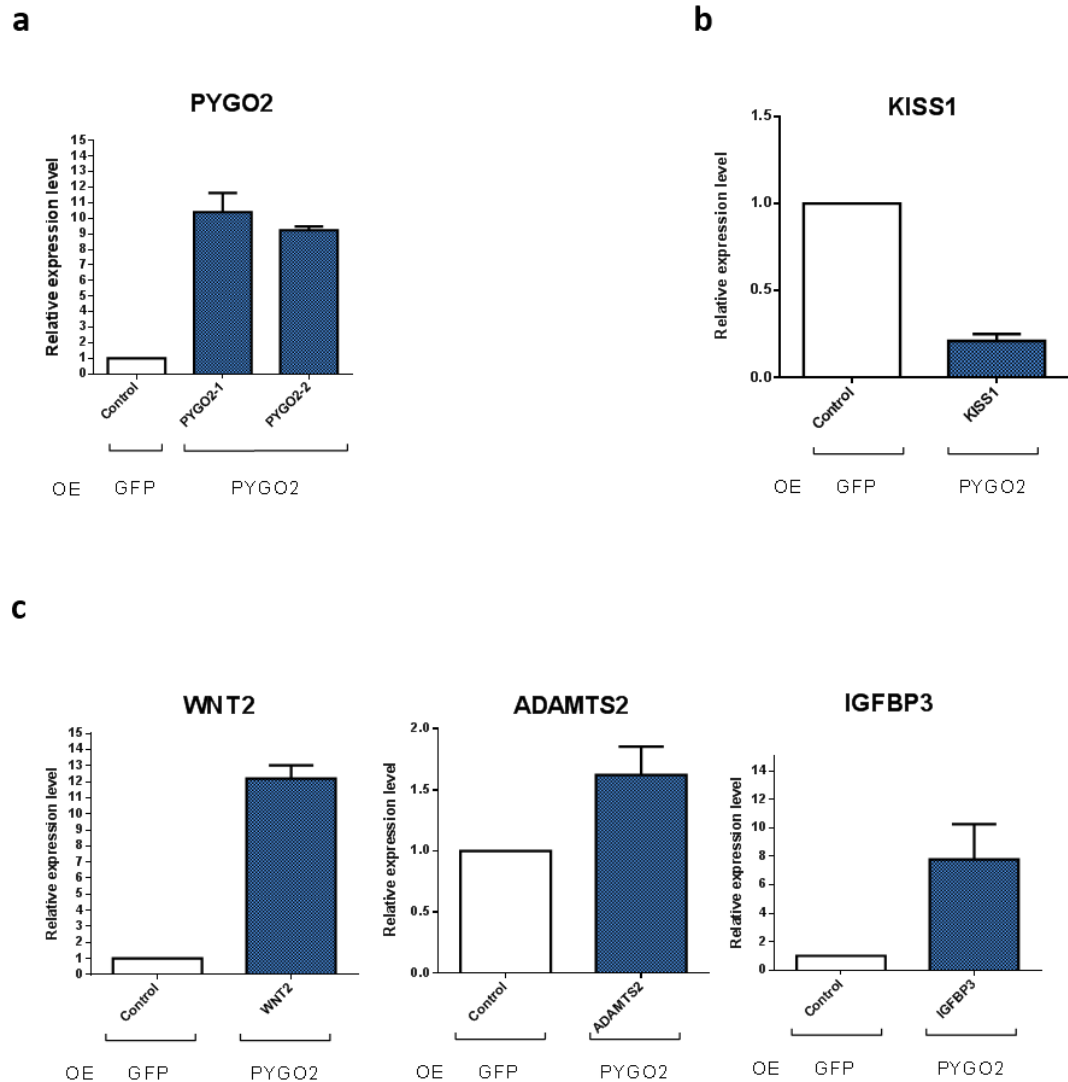 a
PYGO2
Relative expression level
15
14
13
12
11
10
9
8
7
6
5
4
3
2
1
0
Control
PYGO2-1
PYGO2-2
OE GFP PYGO2
b
KISS1
Relative expression level
1.5
1.0
0.5
0.0
Control
KISS1
OE GFP PYGO2
c
WNT2
Relative expression level
15
14
13
12
11
10
9
8
7
6
5
4
3
2
1
0
Control
WNT2
OE GFP PYGO2
ADAMTS2
Relative expression level
2.0
1.5
1.0
0.5
0.0
Control
ADAMTS2
OE GFP PYGO2
IGFBP3
Relative expression level
14
12
10
8
6
4
2
0
Control
IGFBP3
OE GFP PYGO2